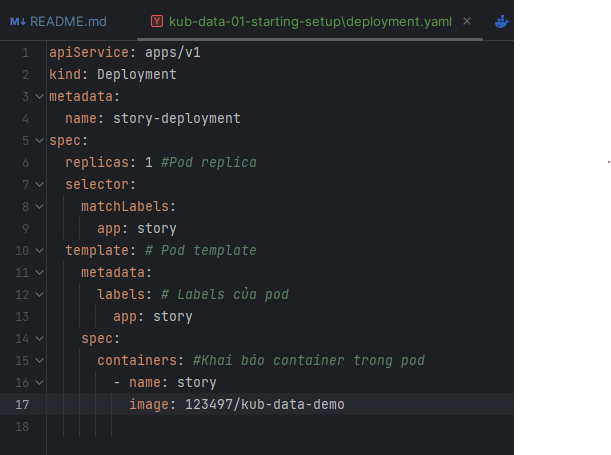 M↓ README.md Y kub-data-01-starting-setup\deployment.yaml ×
1 apiService: apps/v1
2 kind: Deployment
3 metadata:
4   name: story-deployment
5 spec:
6   replicas: 1 #Pod replica
7   selector:
8     matchLabels:
9       app: story
10   template: # Pod template
11     metadata:
12       labels: # Labels của pod
13         app: story
14     spec:
15       containers: #Khai báo container trong pod
16         - name: story
17           image: 123497/kub-data-demo
18